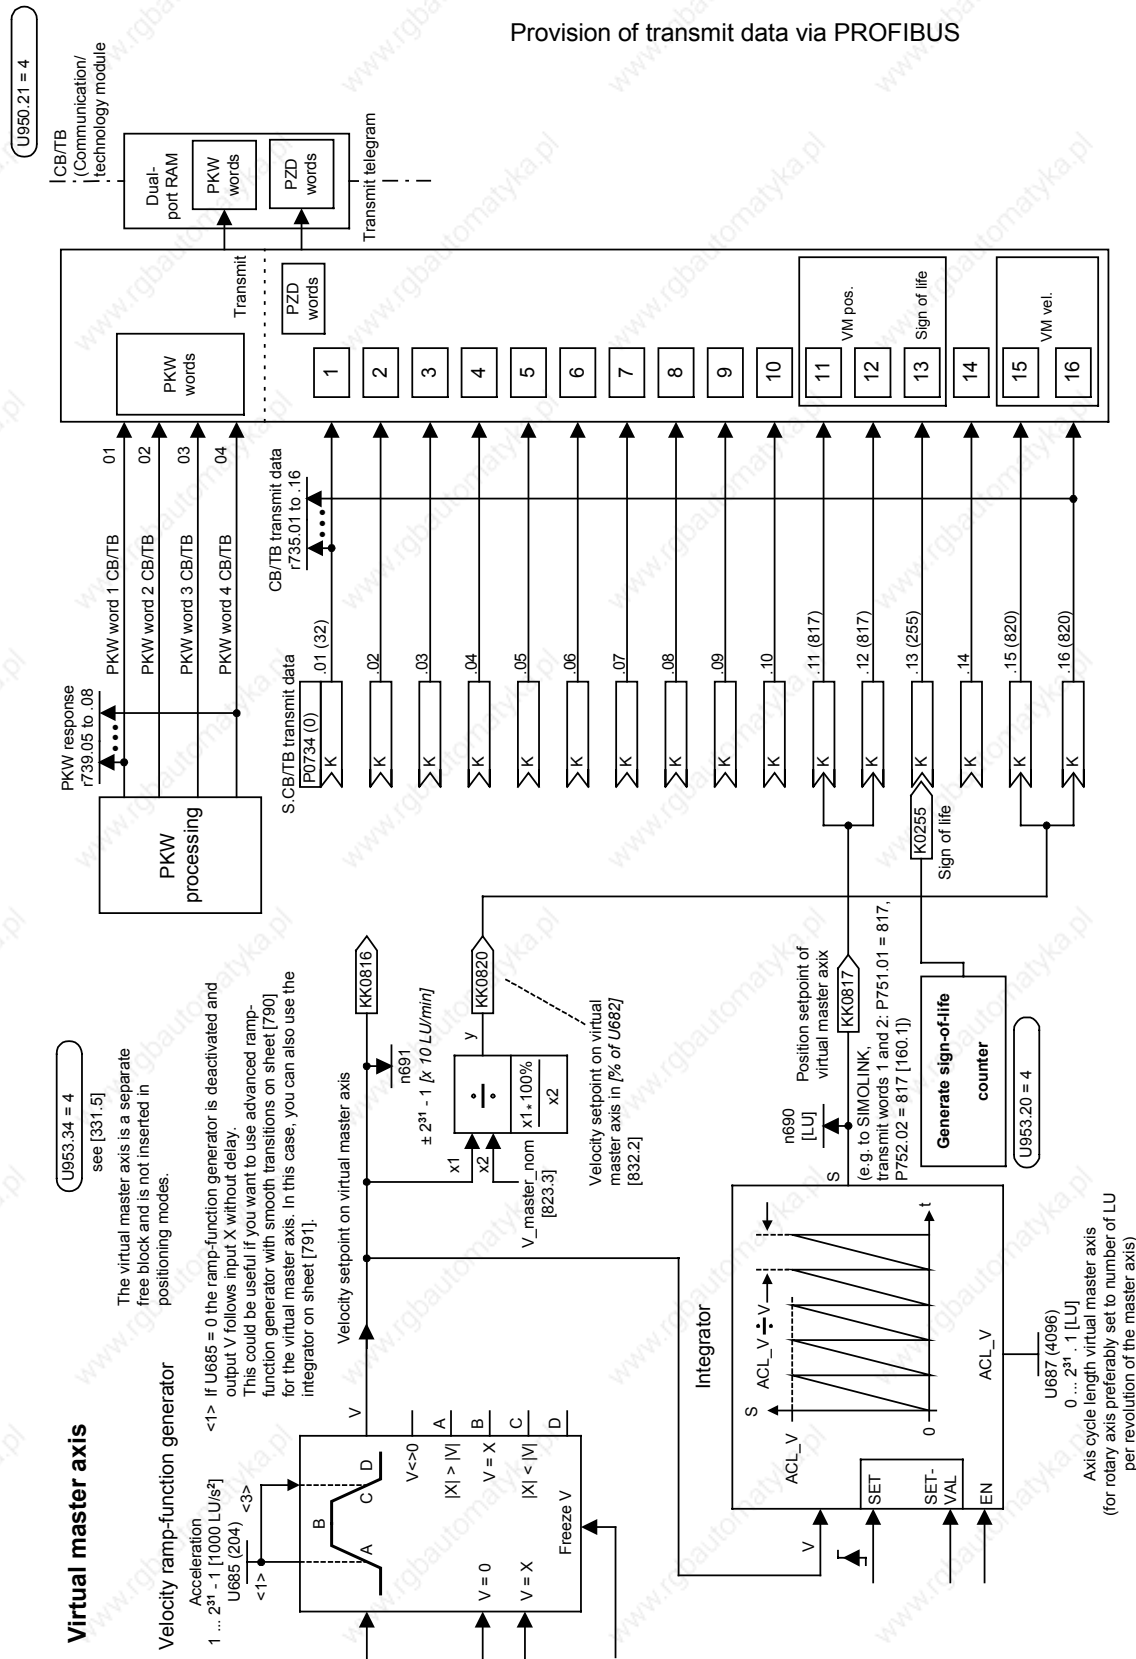 Provision of transmit data via PROFIBUS
U950.21 = 4
CB/TB
(Communication/
technology module
Dual-
port RAM
PKW
words
PZD
words
Transmit telegram
Transmit
PKW
words
PZD
words
1
2
3
4
5
6
7
8
9
10
11
12
13
14
15
16
VM pos.
Sign of life
VM vel.
01
02
03
04
PKW word 1 CB/TB
PKW word 2 CB/TB
PKW word 3 CB/TB
PKW word 4 CB/TB
PKW response
r739.05 to .08
PKW
processing
CB/TB transmit data
r735.01 to .16
S.CB/TB transmit data
P0734 (0)
K
.01 (32)
K
.02
K
.03
K
.04
K
.05
K
.06
K
.07
K
.08
K
.09
K
.10
K
.11 (817)
K
.12 (817)
K
.13 (255)
K
.14
K
.15 (820)
K
.16 (820)
K0255
Sign of life
Virtual master axis
U953.34 = 4
see [331.5]
The virtual master axis is a separate
free block and is not inserted in
positioning modes.
Velocity ramp-function generator
<1> If U685 = 0 the ramp-function generator is deactivated and
output V follows input X without delay.
This could be useful if you want to use advanced ramp-
function generator with smooth transitions on sheet [790]
for the virtual master axis. In this case, you can also use the
integrator on sheet [791].
Acceleration
1 ... 2³¹ - 1 [1000 LU/s²]
U685 (204)
<1>
<3>
A
B
C
D
V
V<>0
|X| > |V|
A
V = X
B
|X| < |V|
C
D
V = 0
V = X
Freeze V
Velocity setpoint on virtual master axis
KK0816
n691
± 2³¹ - 1 [x 10 LU/min]
x1
x2
V_master_nom
[823.3]
÷
x1*100%
x2
y
KK0820
Velocity setpoint on virtual
master axis in [% of U682]
[832.2]
Integrator
V
SET
SET-
VAL
EN
S
ACL_V
ACL_V ÷ V
0
t
ACL_V
U687 (4096)
0 ... 2³¹ . 1 [LU]
Axis cycle length virtual master axis
(for rotary axis preferably set to number of LU
per revolution of the master axis)
S
n690
[LU]
Position setpoint of
virtual master axix
KK0817
(e.g. to SIMOLINK,
transmit words 1 and 2: P751.01 = 817,
P752.02 = 817 [160.1])
Generate sign-of-life
counter
U953.20 = 4
www.rgbautomatyka.pl